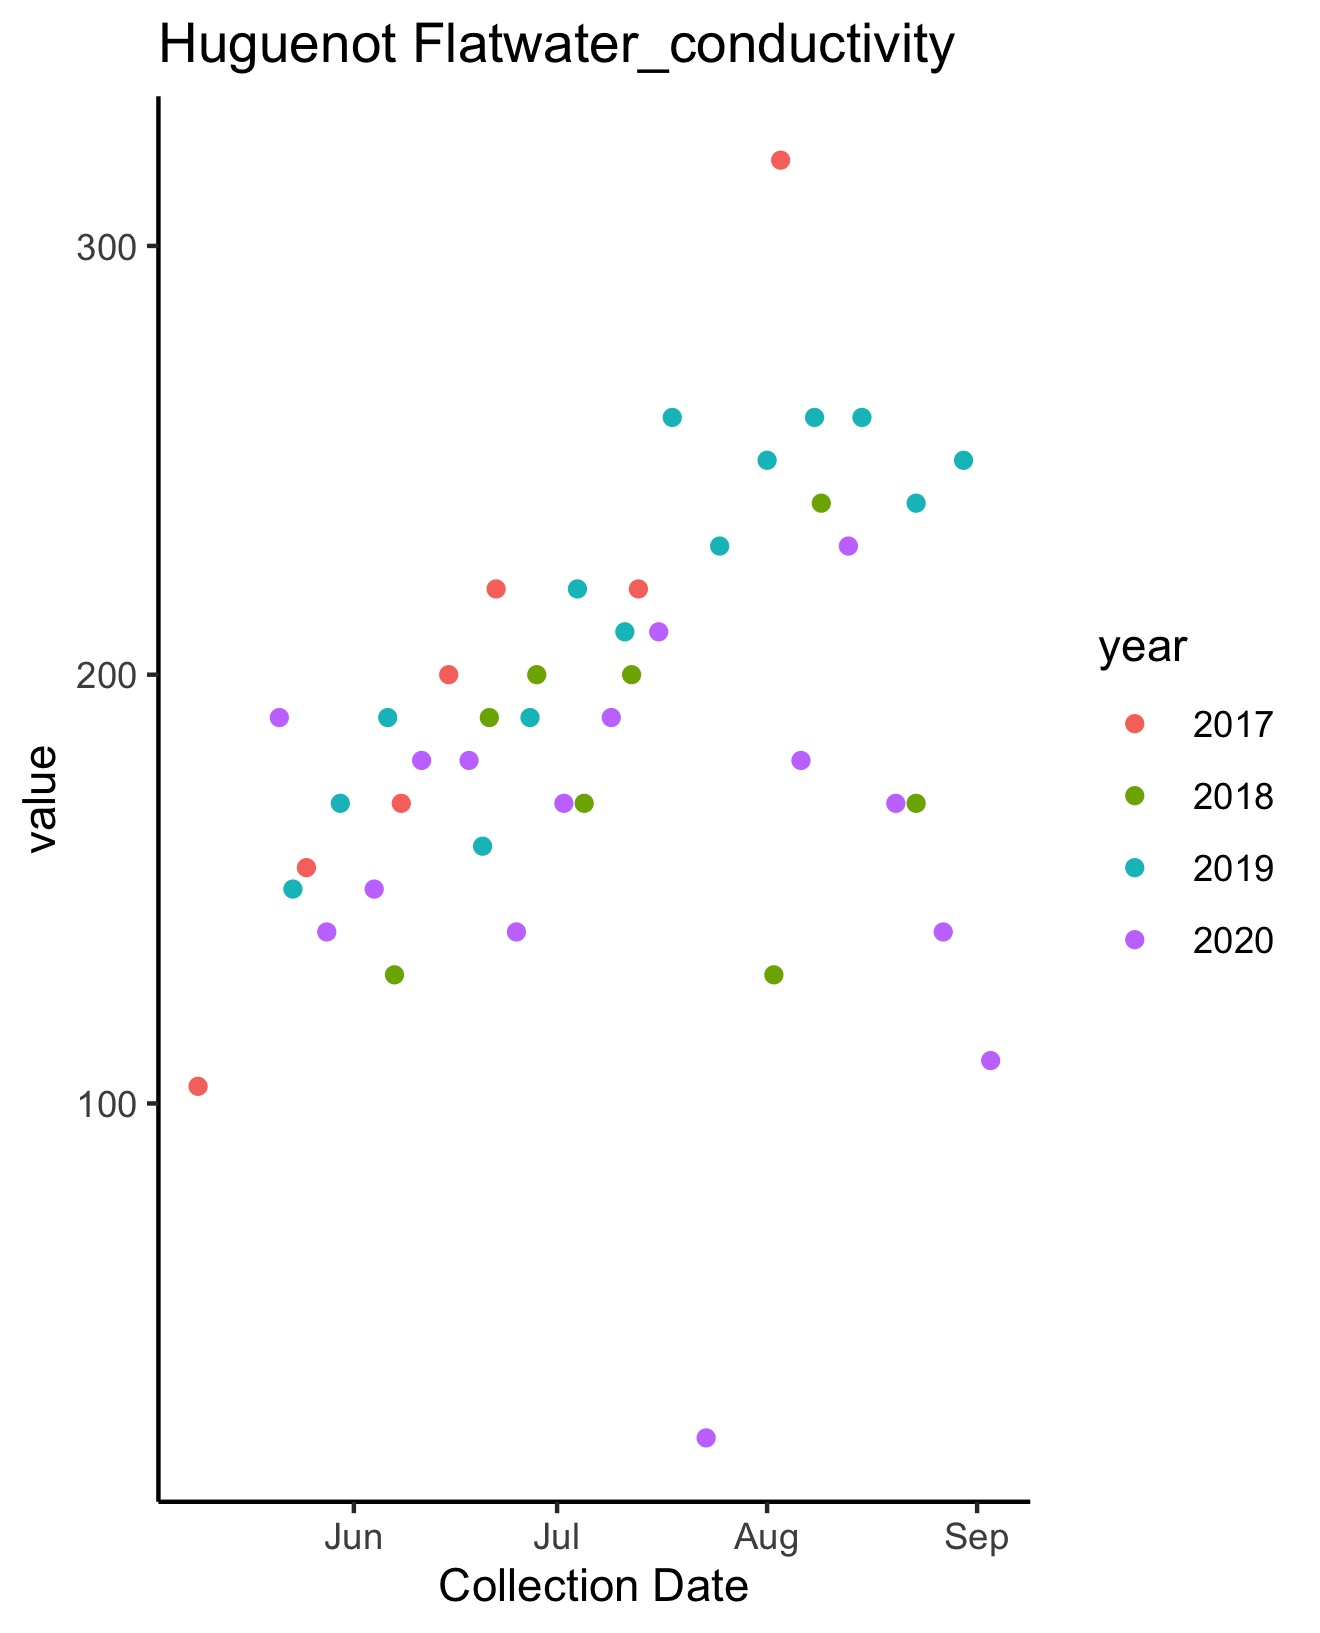 Huguenot Flatwater_conductivity
300
200
100
value
Jun Jul Aug Sep
Collection Date
year
2017
2018
2019
2020